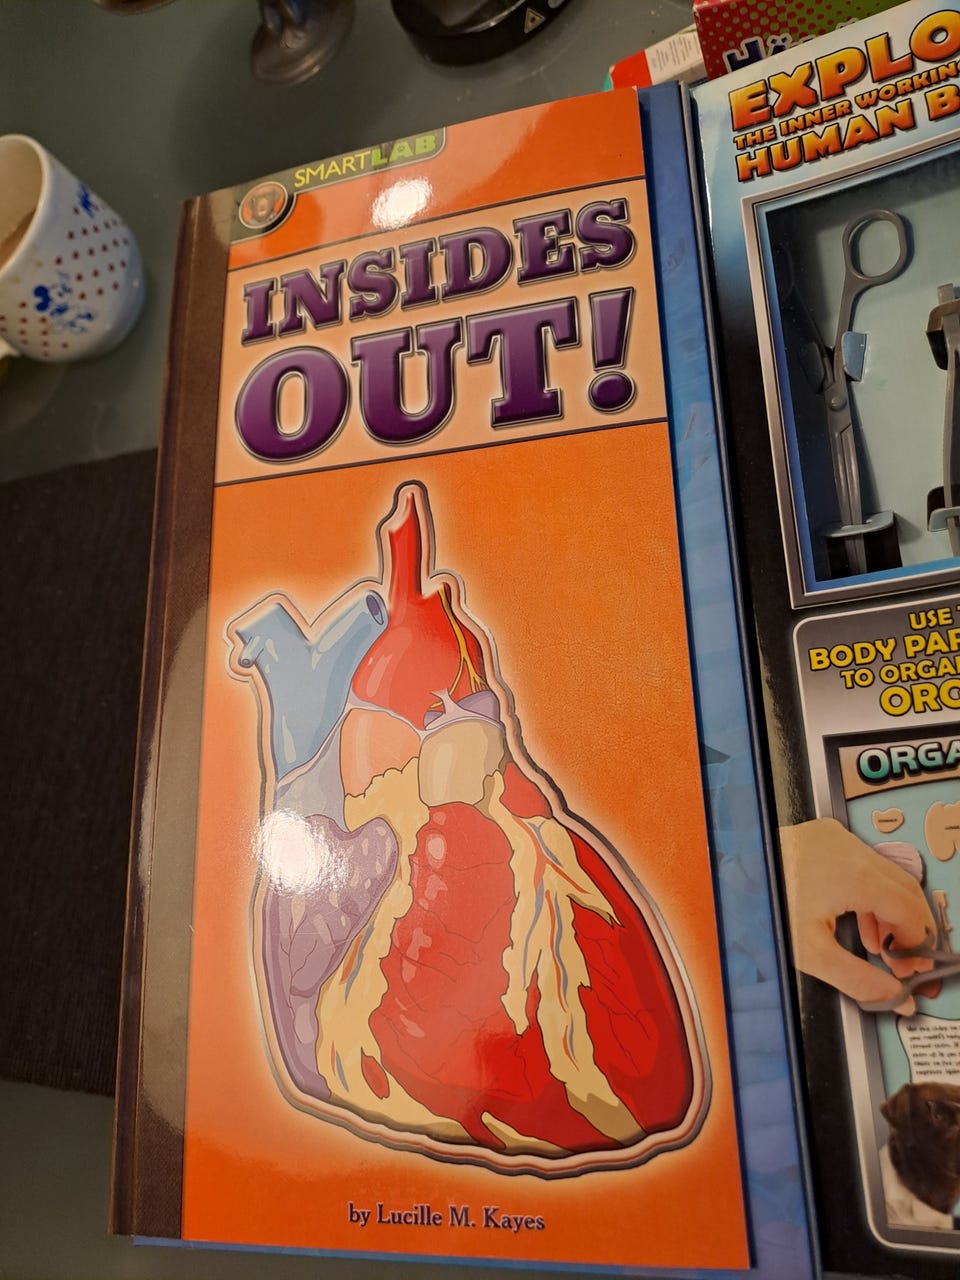 SMARTLAB
INSIDES
OUT!
by Lucille M. Kayes
EXPLO
THE INNER WORKIN
HUMAN B
USE
BODY PAR
TO ORGA
ORG
ORGA